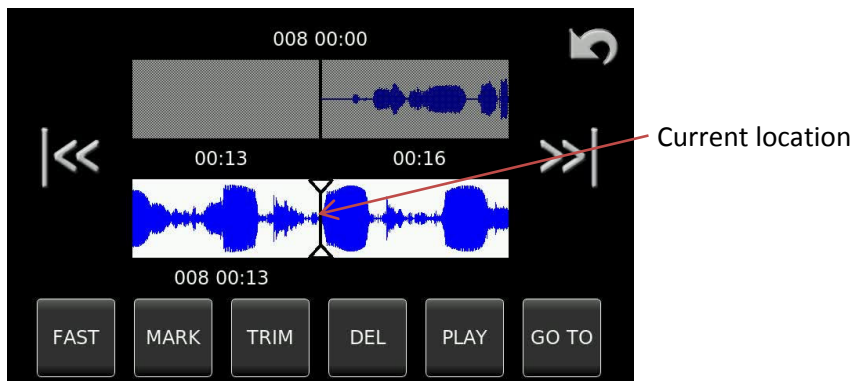 008 00:00
Current location
00:13 00:16
008 00:13
FAST MARK TRIM DEL PLAY GO TO